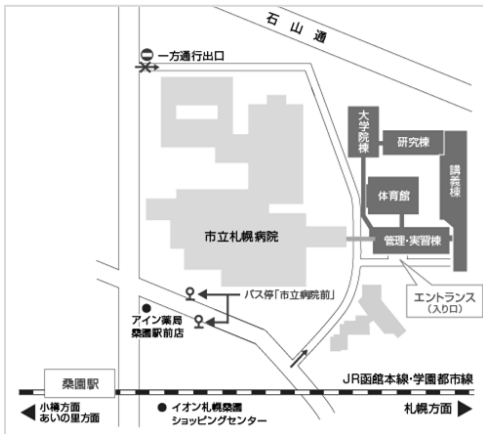 石山通
一方通行出口
大学院棟
研究棟
講義棟
体育館
市立札幌病院
管理・実習棟
バス停「市立病院前」
エントランス
(入り口)
アイン薬局
桑園駅前店
桑園駅
JR函館本線・学園都市線
小樽方面
あいの里方面
イオン札幌桑園
ショッピングセンター
札幌方面